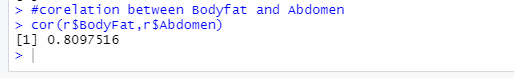 > #corelation between Bodyfat and Abdomen
> cor(r$BodyFat,r$Abdomen)
[1] 0.8097516
>